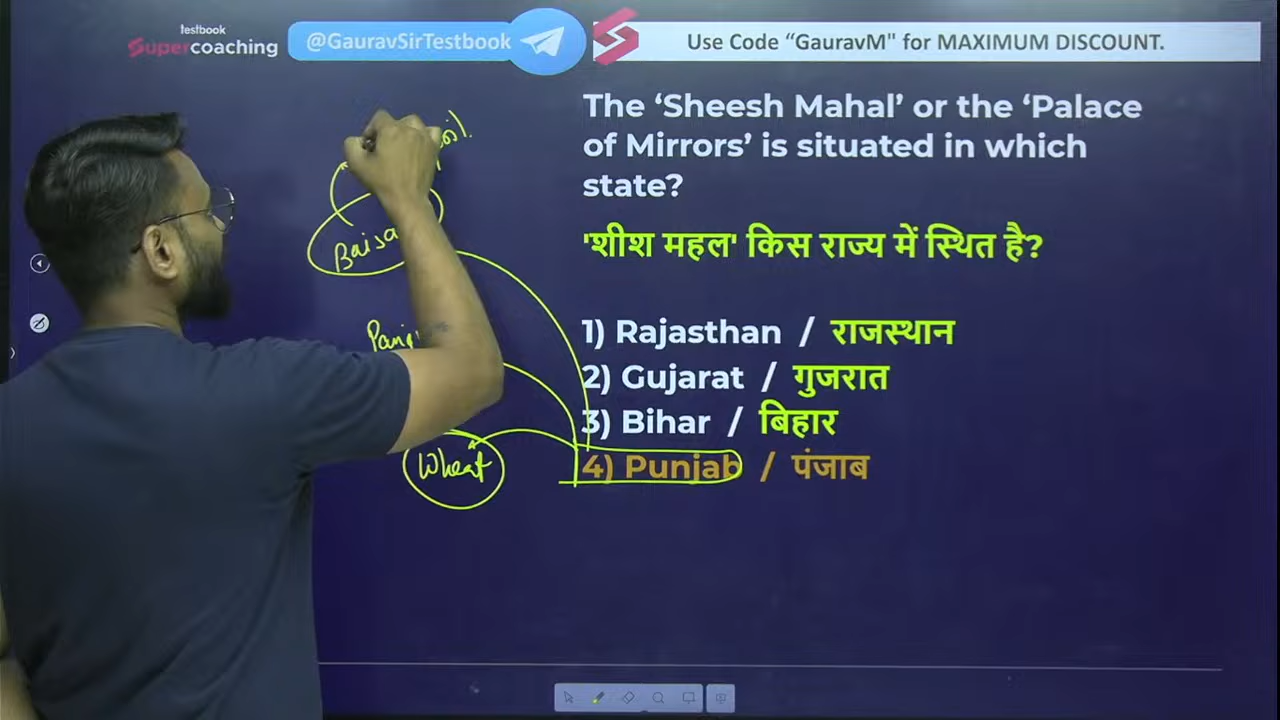 testbook
Supercoaching
@GauravSirTestbook
Use Code “GauravM" for MAXIMUM DISCOUNT.
The ‘Sheesh Mahal’ or the ‘Palace
of Mirrors’ is situated in which
state?
'शीश महल' किस राज्य में स्थित है?
1) Rajasthan / राजस्थान
2) Gujarat / गुजरात
3) Bihar / बिहार
4) Punjab / पंजाब
Wheat